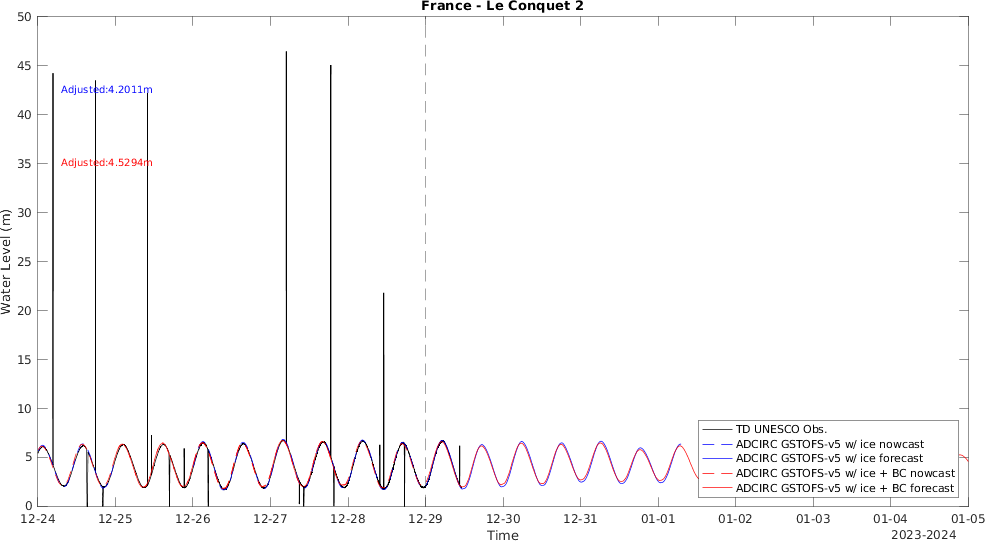 France - Le Conquet 2
50
45
40
35
30
25
20
15
10
5
0
Water Level (m)
Adjusted:4.2011m
Adjusted:4.5294m
TD UNESCO Obs.
ADCIRC GSTOFS-v5 w/ ice nowcast
ADCIRC GSTOFS-v5 w/ ice forecast
ADCIRC GSTOFS-v5 w/ ice + BC nowcast
ADCIRC GSTOFS-v5 w/ ice + BC forecast
12-24 12-25 12-26 12-27 12-28 12-29 12-30 12-31 01-01 01-02 01-03 01-04 01-05
Time
2023-2024